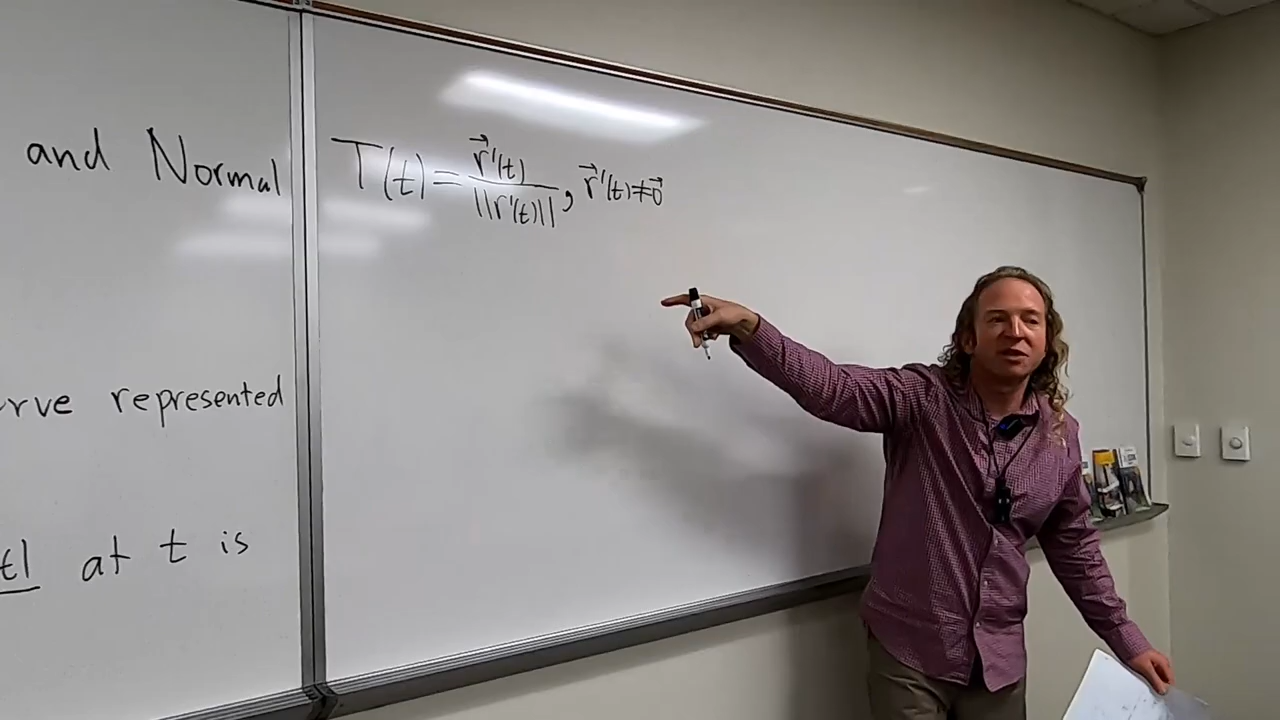 and Normal
rve represented
t) at t is
T(t) = r⃗'(t) / ||r'(t)||, r⃗'(t) ≠ 0⃗